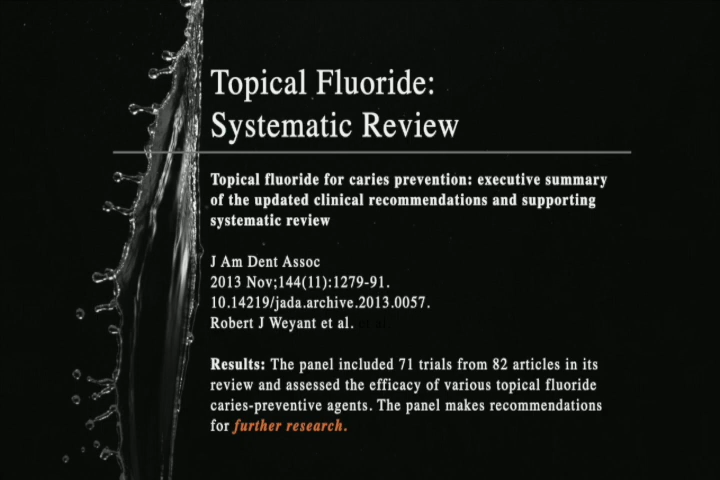 Topical Fluoride:
Systematic Review
Topical fluoride for caries prevention: executive summary
of the updated clinical recommendations and supporting
systematic review
J Am Dent Assoc
2013 Nov;144(11):1279-91.
10.14219/jada.archive.2013.0057.
Robert J Weyant et al. et al.
Results: The panel included 71 trials from 82 articles in its
review and assessed the efficacy of various topical fluoride
caries-preventive agents. The panel makes recommendations
for further research.